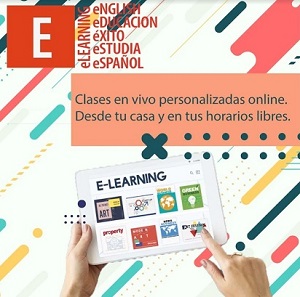 E
eLEARNING
eNGLISH
eDUCACION
éXITO
eSTUDIA
eSPAÑOL
Clases en vivo personalizadas online.
Desde tu casa y en tus horarios libres.
E-LEARNING
ART
GREEN
property